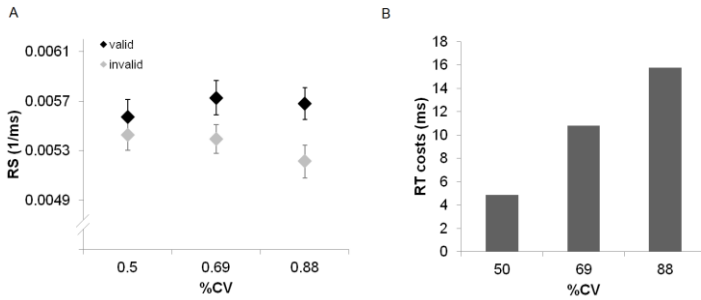 A
0.0061
0.0057
0.0053
0.0049
RS (1/ms)
valid
invalid
0.5
0.69
0.88
%CV
B
18
16
14
12
10
8
6
4
2
0
RT costs (ms)
50
69
88
%CV